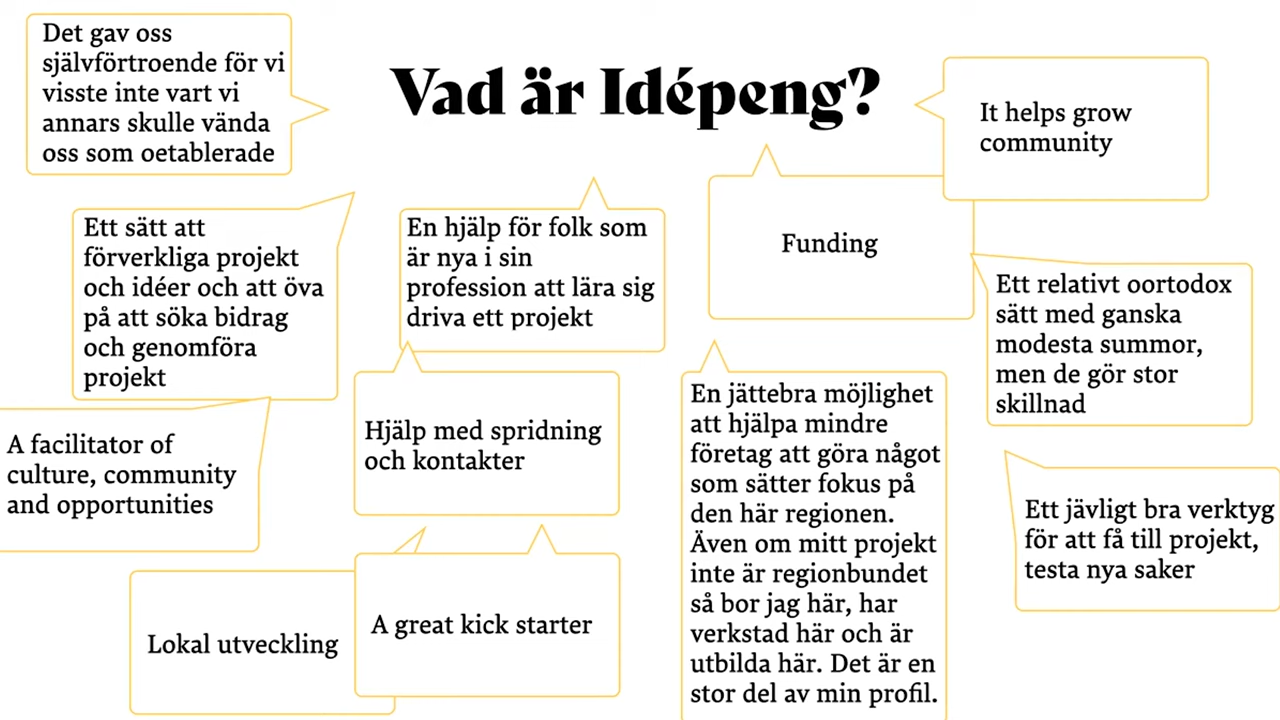 Vad är Idépeng?
Det gav oss
självförtroende för vi
visste inte vart vi
annars skulle vända
oss som oetablerade
It helps grow
community
Ett sätt att
förverkliga projekt
och idéer och att öva
på att söka bidrag
och genomföra
projekt
En hjälp för folk som
är nya i sin
profession att lära sig
driva ett projekt
Funding
Ett relativt oortodox
sätt med ganska
modesta summor,
men de gör stor
skillnad
A facilitator of
culture, community
and opportunities
Hjälp med spridning
och kontakter
En jättebra möjlighet
att hjälpa mindre
företag att göra något
som sätter fokus på
den här regionen.
Även om mitt projekt
inte är regionbundet
så bor jag här, har
verkstad här och är
utbilda här. Det är en
stor del av min profil.
Ett jävligt bra verktyg
för att få till projekt,
testa nya saker
Lokal utveckling
A great kick starter